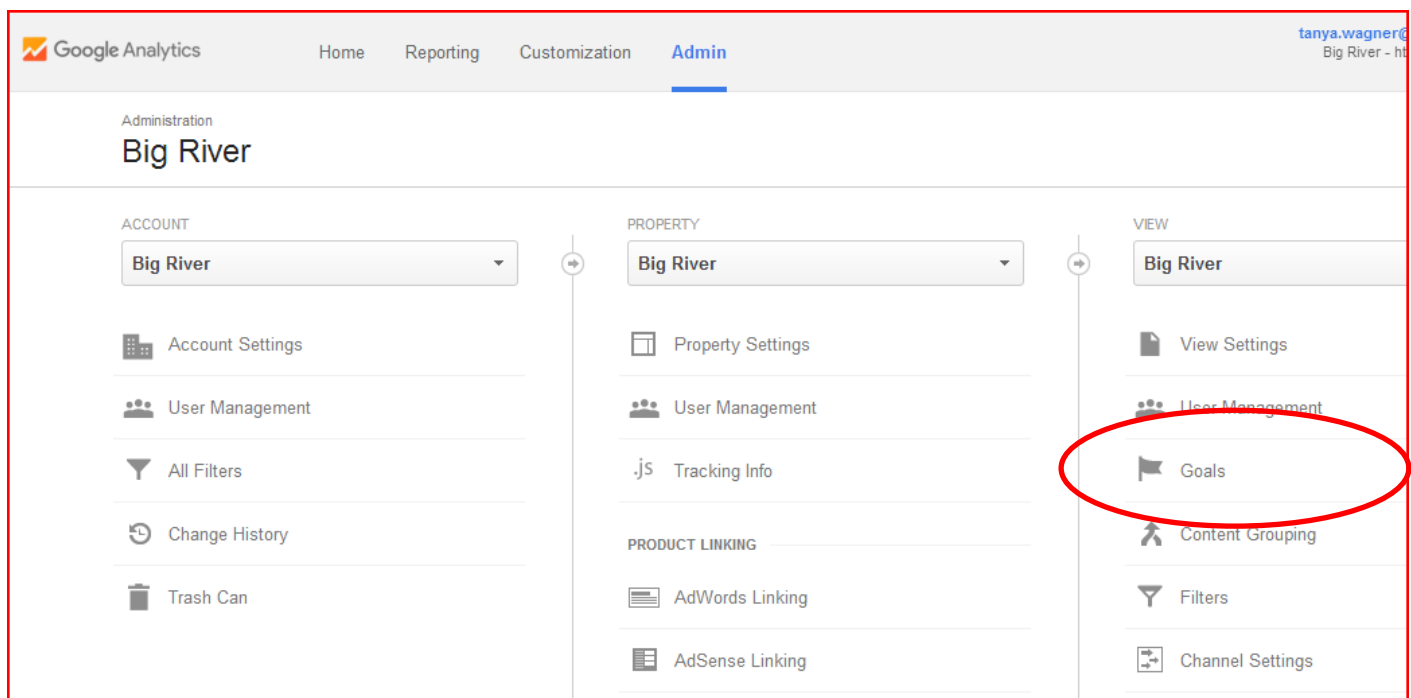 Google Analytics
Home
Reporting
Customization
Admin
tanya.wagner@
Big River - ht
Administration
Big River
ACCOUNT
Big River
Account Settings
User Management
All Filters
Change History
Trash Can
PROPERTY
Big River
Property Settings
User Management
.js Tracking Info
PRODUCT LINKING
AdWords Linking
AdSense Linking
VIEW
Big River
View Settings
User Management
Goals
Content Grouping
Filters
Channel Settings